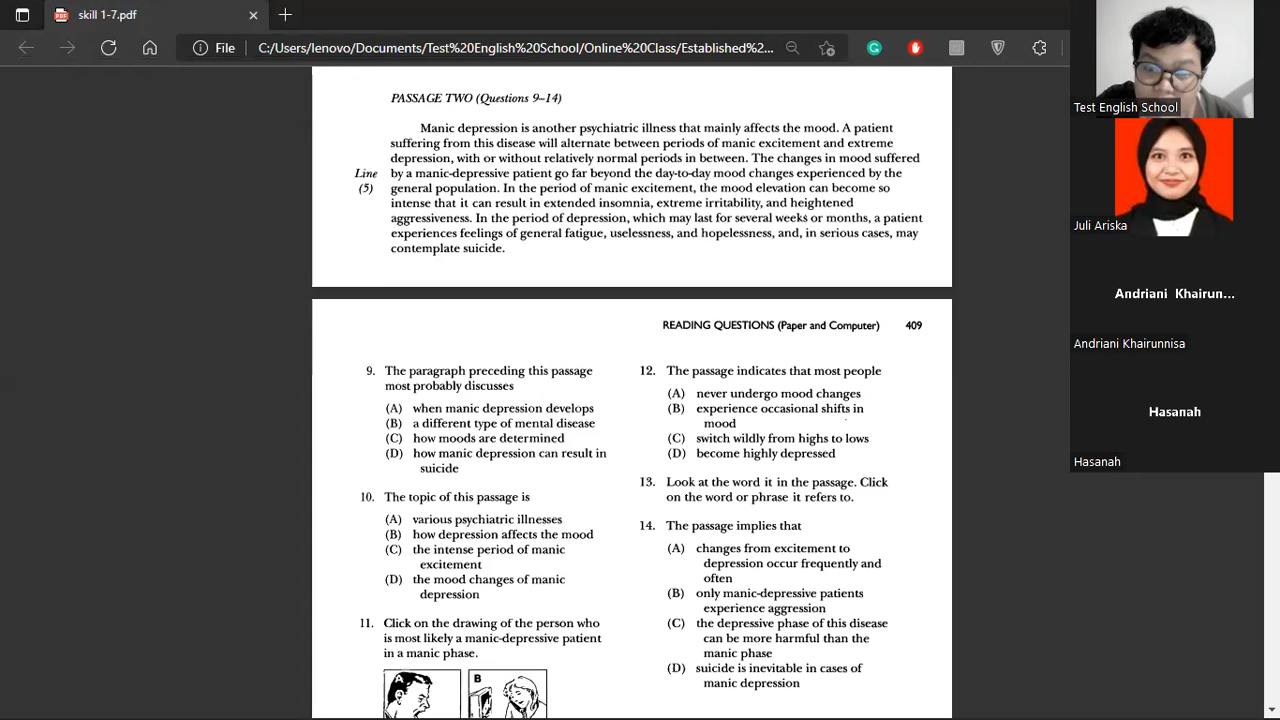 skill 1-7.pdf
File
C:/Users/lenovo/Documents/Test%20English%20School/Online%20Class/Established%2...
PASSAGE TWO (Questions 9–14)
Manic depression is another psychiatric illness that mainly affects the mood. A patient
suffering from this disease will alternate between periods of manic excitement and extreme
depression, with or without relatively normal periods in between. The changes in mood suffered
Line by a manic-depressive patient go far beyond the day-to-day mood changes experienced by the
(5) general population. In the period of manic excitement, the mood elevation can become so
intense that it can result in extended insomnia, extreme irritability, and heightened
aggressiveness. In the period of depression, which may last for several weeks or months, a patient
experiences feelings of general fatigue, uselessness, and hopelessness, and, in serious cases, may
contemplate suicide.
READING QUESTIONS (Paper and Computer) 409
9. The paragraph preceding this passage
most probably discusses
(A) when manic depression develops
(B) a different type of mental disease
(C) how moods are determined
(D) how manic depression can result in
suicide
10. The topic of this passage is
(A) various psychiatric illnesses
(B) how depression affects the mood
(C) the intense period of manic
excitement
(D) the mood changes of manic
depression
11. Click on the drawing of the person who
is most likely a manic-depressive patient
in a manic phase.
B
12. The passage indicates that most people
(A) never undergo mood changes
(B) experience occasional shifts in
mood
(C) switch wildly from highs to lows
(D) become highly depressed
13. Look at the word it in the passage. Click
on the word or phrase it refers to.
14. The passage implies that
(A) changes from excitement to
depression occur frequently and
often
(B) only manic-depressive patients
experience aggression
(C) the depressive phase of this disease
can be more harmful than the
manic phase
(D) suicide is inevitable in cases of
manic depression
Test English School
Juli Ariska
Andriani Khairun...
Andriani Khairunnisa
Hasanah
Hasanah